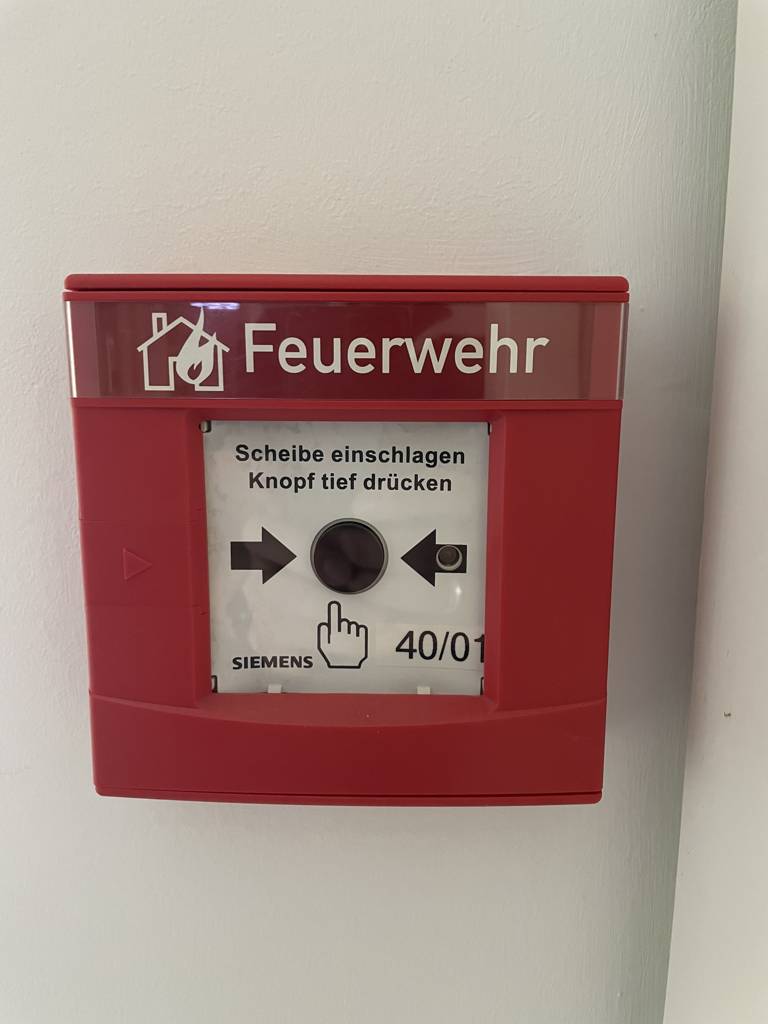 Feuerwehr
Scheibe einschlagen
Knopf tief drücken
SIEMENS
40/01